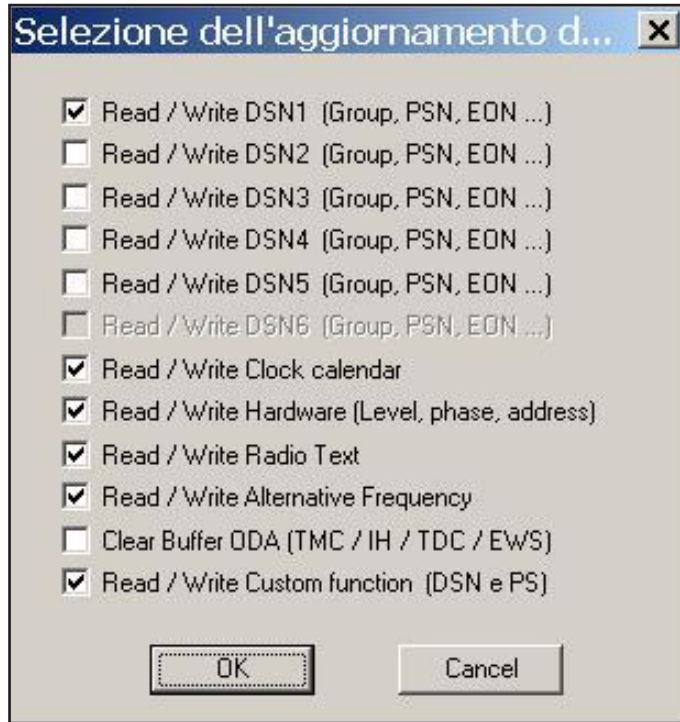 Selezione dell'aggiornamento d...
Read / Write DSN1 (Group, PSN, EON ...)
Read / Write DSN2 (Group, PSN, EON ...)
Read / Write DSN3 (Group, PSN, EON ...)
Read / Write DSN4 (Group, PSN, EON ...)
Read / Write DSN5 (Group, PSN, EON ...)
Read / Write DSN6 (Group, PSN, EON ...)
Read / Write Clock calendar
Read / Write Hardware (Level, phase, address)
Read / Write Radio Text
Read / Write Alternative Frequency
Clear Buffer ODA (TMC / IH / TDC / EWS)
Read / Write Custom function (DSN e PS)
OK Cancel